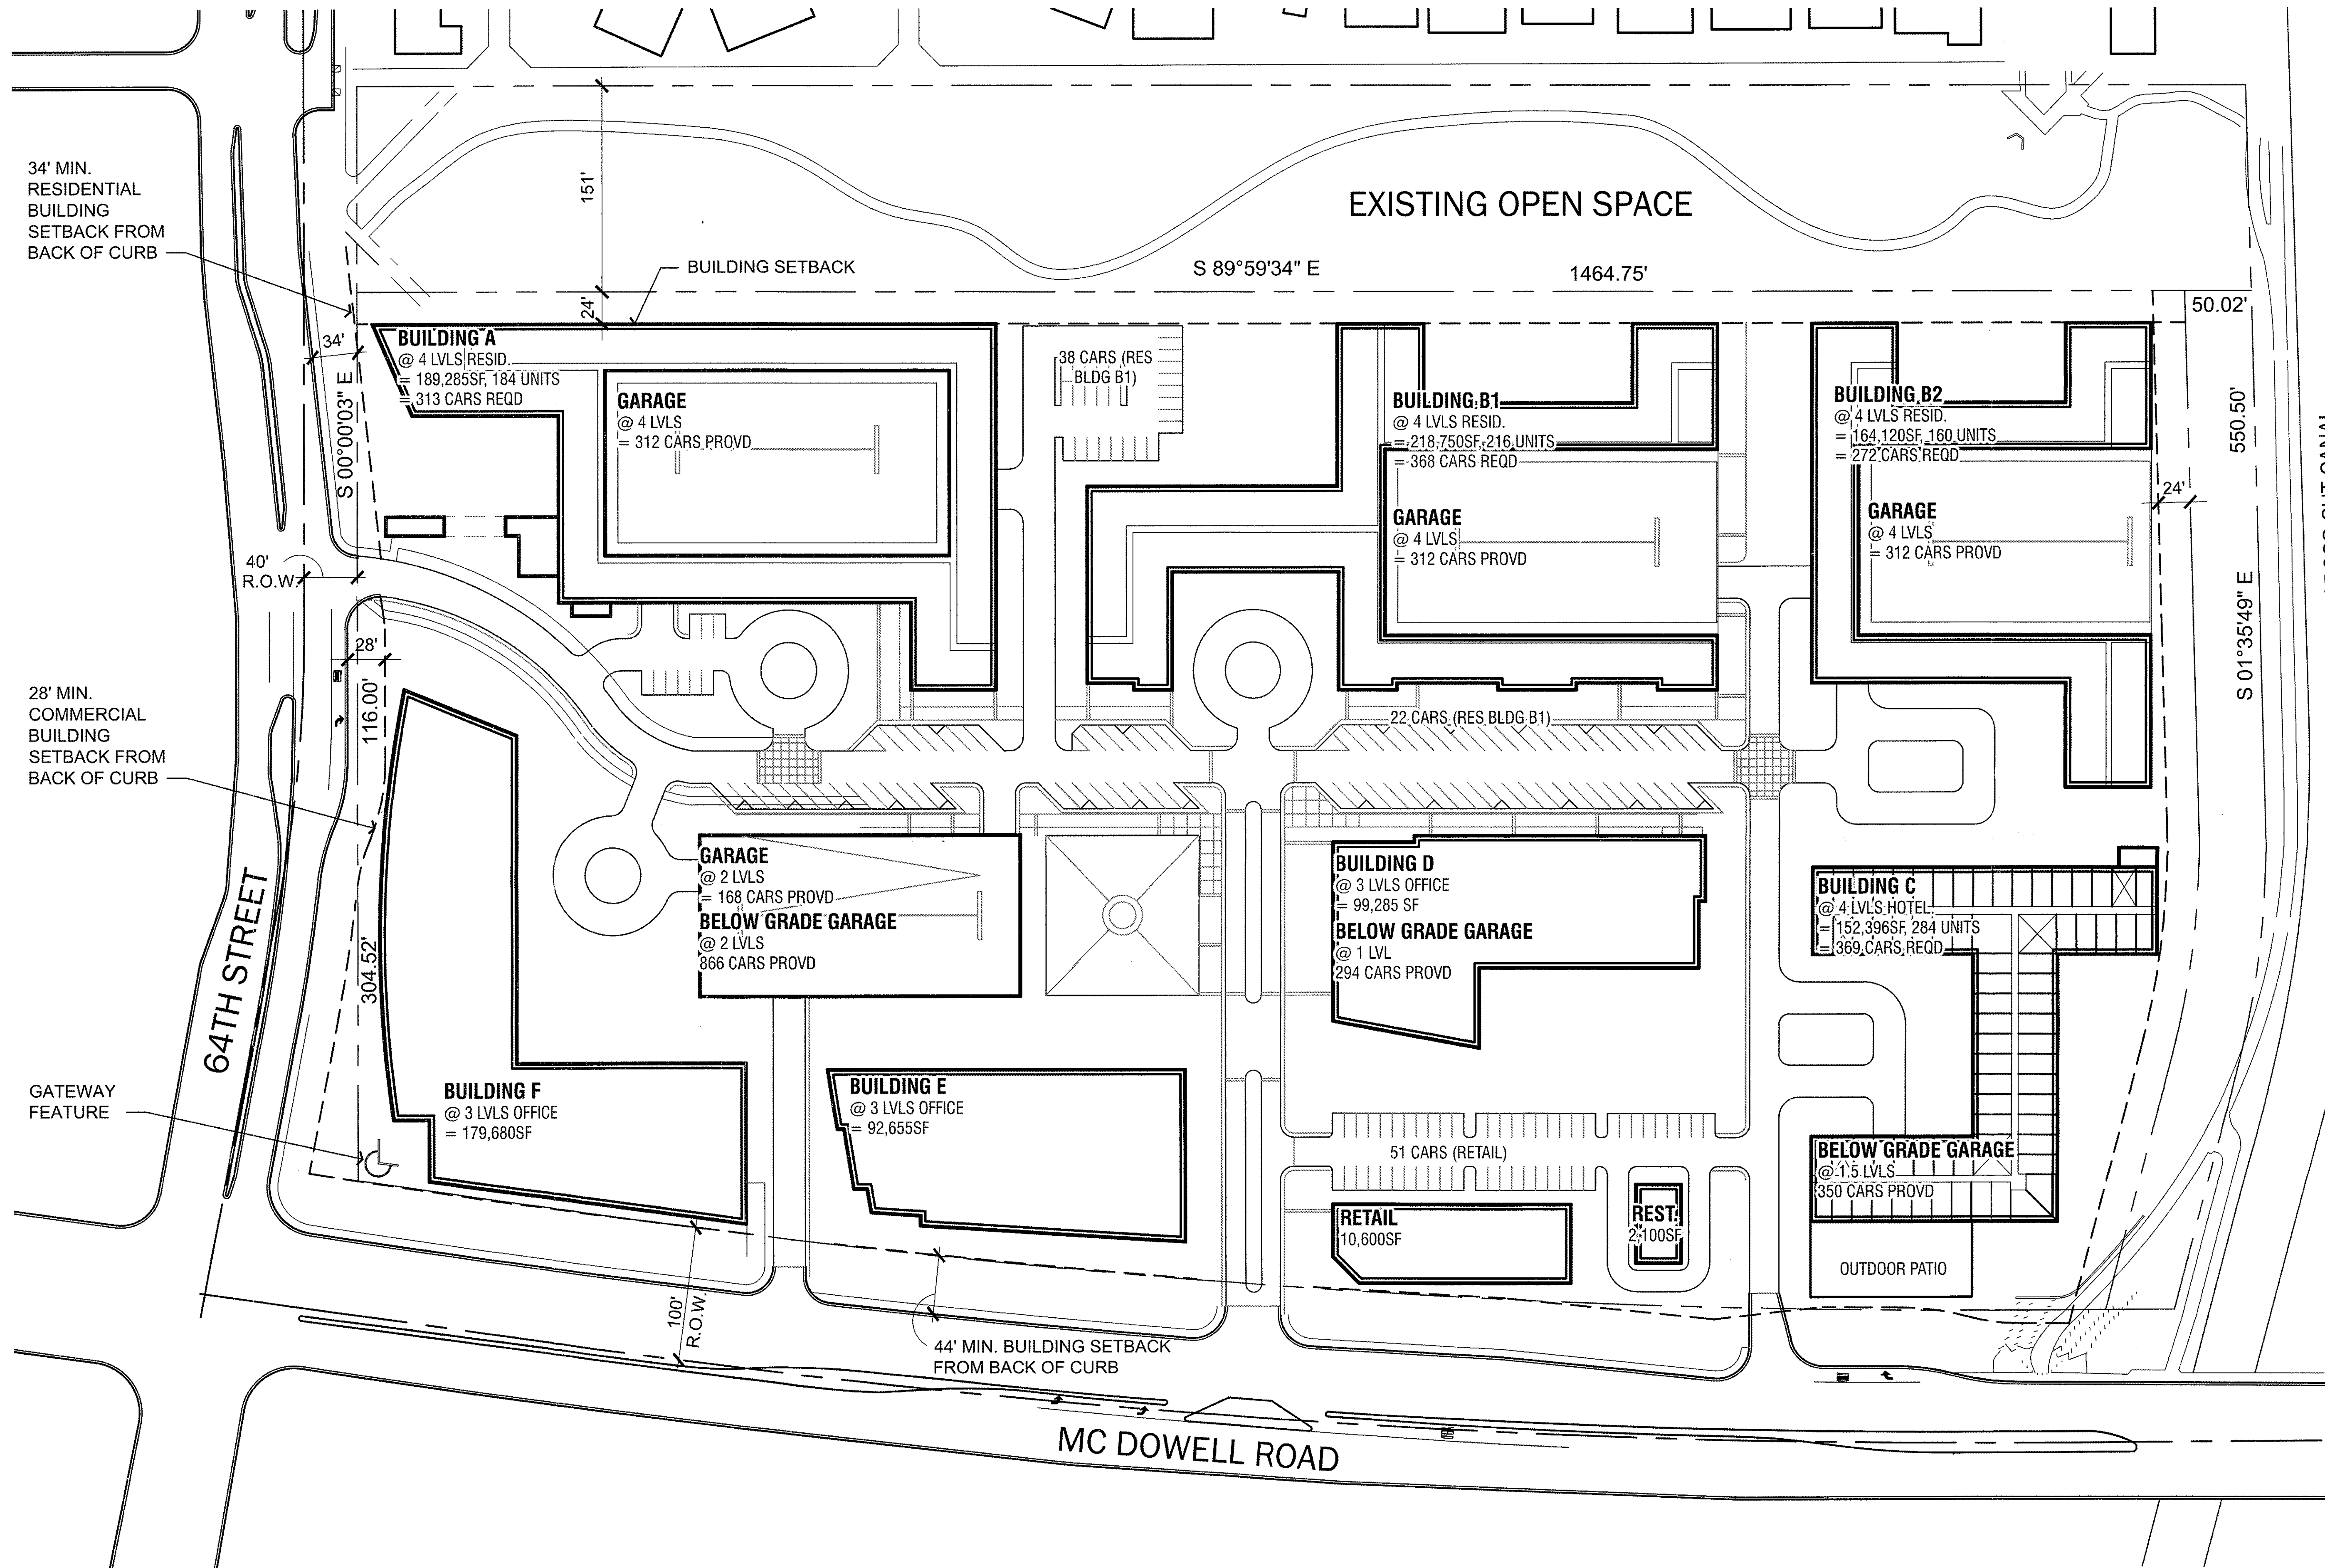 34' MIN.
RESIDENTIAL
BUILDING
SETBACK FROM
BACK OF CURB
151'
EXISTING OPEN SPACE
BUILDING SETBACK
S 89°59'34" E
1464.75'
24'
50.02'
34'
S 00°00'03" E
BUILDING A
@ 4 LVLS RESID.
= 189,285SF, 184 UNITS
= 313 CARS REQD
GARAGE
@ 4 LVLS
= 312 CARS PROVD
38 CARS (RES
BLDG B1)
BUILDING B1
@ 4 LVLS RESID.
= 218,750SF, 216 UNITS
= 368 CARS REQD
GARAGE
@ 4 LVLS
= 312 CARS PROVD
BUILDING B2
@ 4 LVLS RESID.
= 164,120SF, 160 UNITS
= 272 CARS REQD
GARAGE
@ 4 LVLS
= 312 CARS PROVD
24'
550.50'
S 01°35'49" E
40'
R.O.W.
28'
116.00'
28' MIN.
COMMERCIAL
BUILDING
SETBACK FROM
BACK OF CURB
22 CARS (RES BLDG B1)
GARAGE
@ 2 LVLS
= 168 CARS PROVD
BELOW GRADE GARAGE
@ 2 LVLS
866 CARS PROVD
BUILDING D
@ 3 LVLS OFFICE
= 99,285 SF
BELOW GRADE GARAGE
@ 1 LVL
294 CARS PROVD
BUILDING C
@ 4 LVLS HOTEL
= 152,396SF, 284 UNITS
= 369 CARS REQD
304.52'
64TH STREET
GATEWAY
FEATURE
BUILDING F
@ 3 LVLS OFFICE
= 179,680SF
BUILDING E
@ 3 LVLS OFFICE
= 92,655SF
51 CARS (RETAIL)
BELOW GRADE GARAGE
@ 1.5 LVLS
350 CARS PROVD
RETAIL
10,600SF
REST.
2,100SF
OUTDOOR PATIO
100'
R.O.W.
44' MIN. BUILDING SETBACK
FROM BACK OF CURB
MC DOWELL ROAD